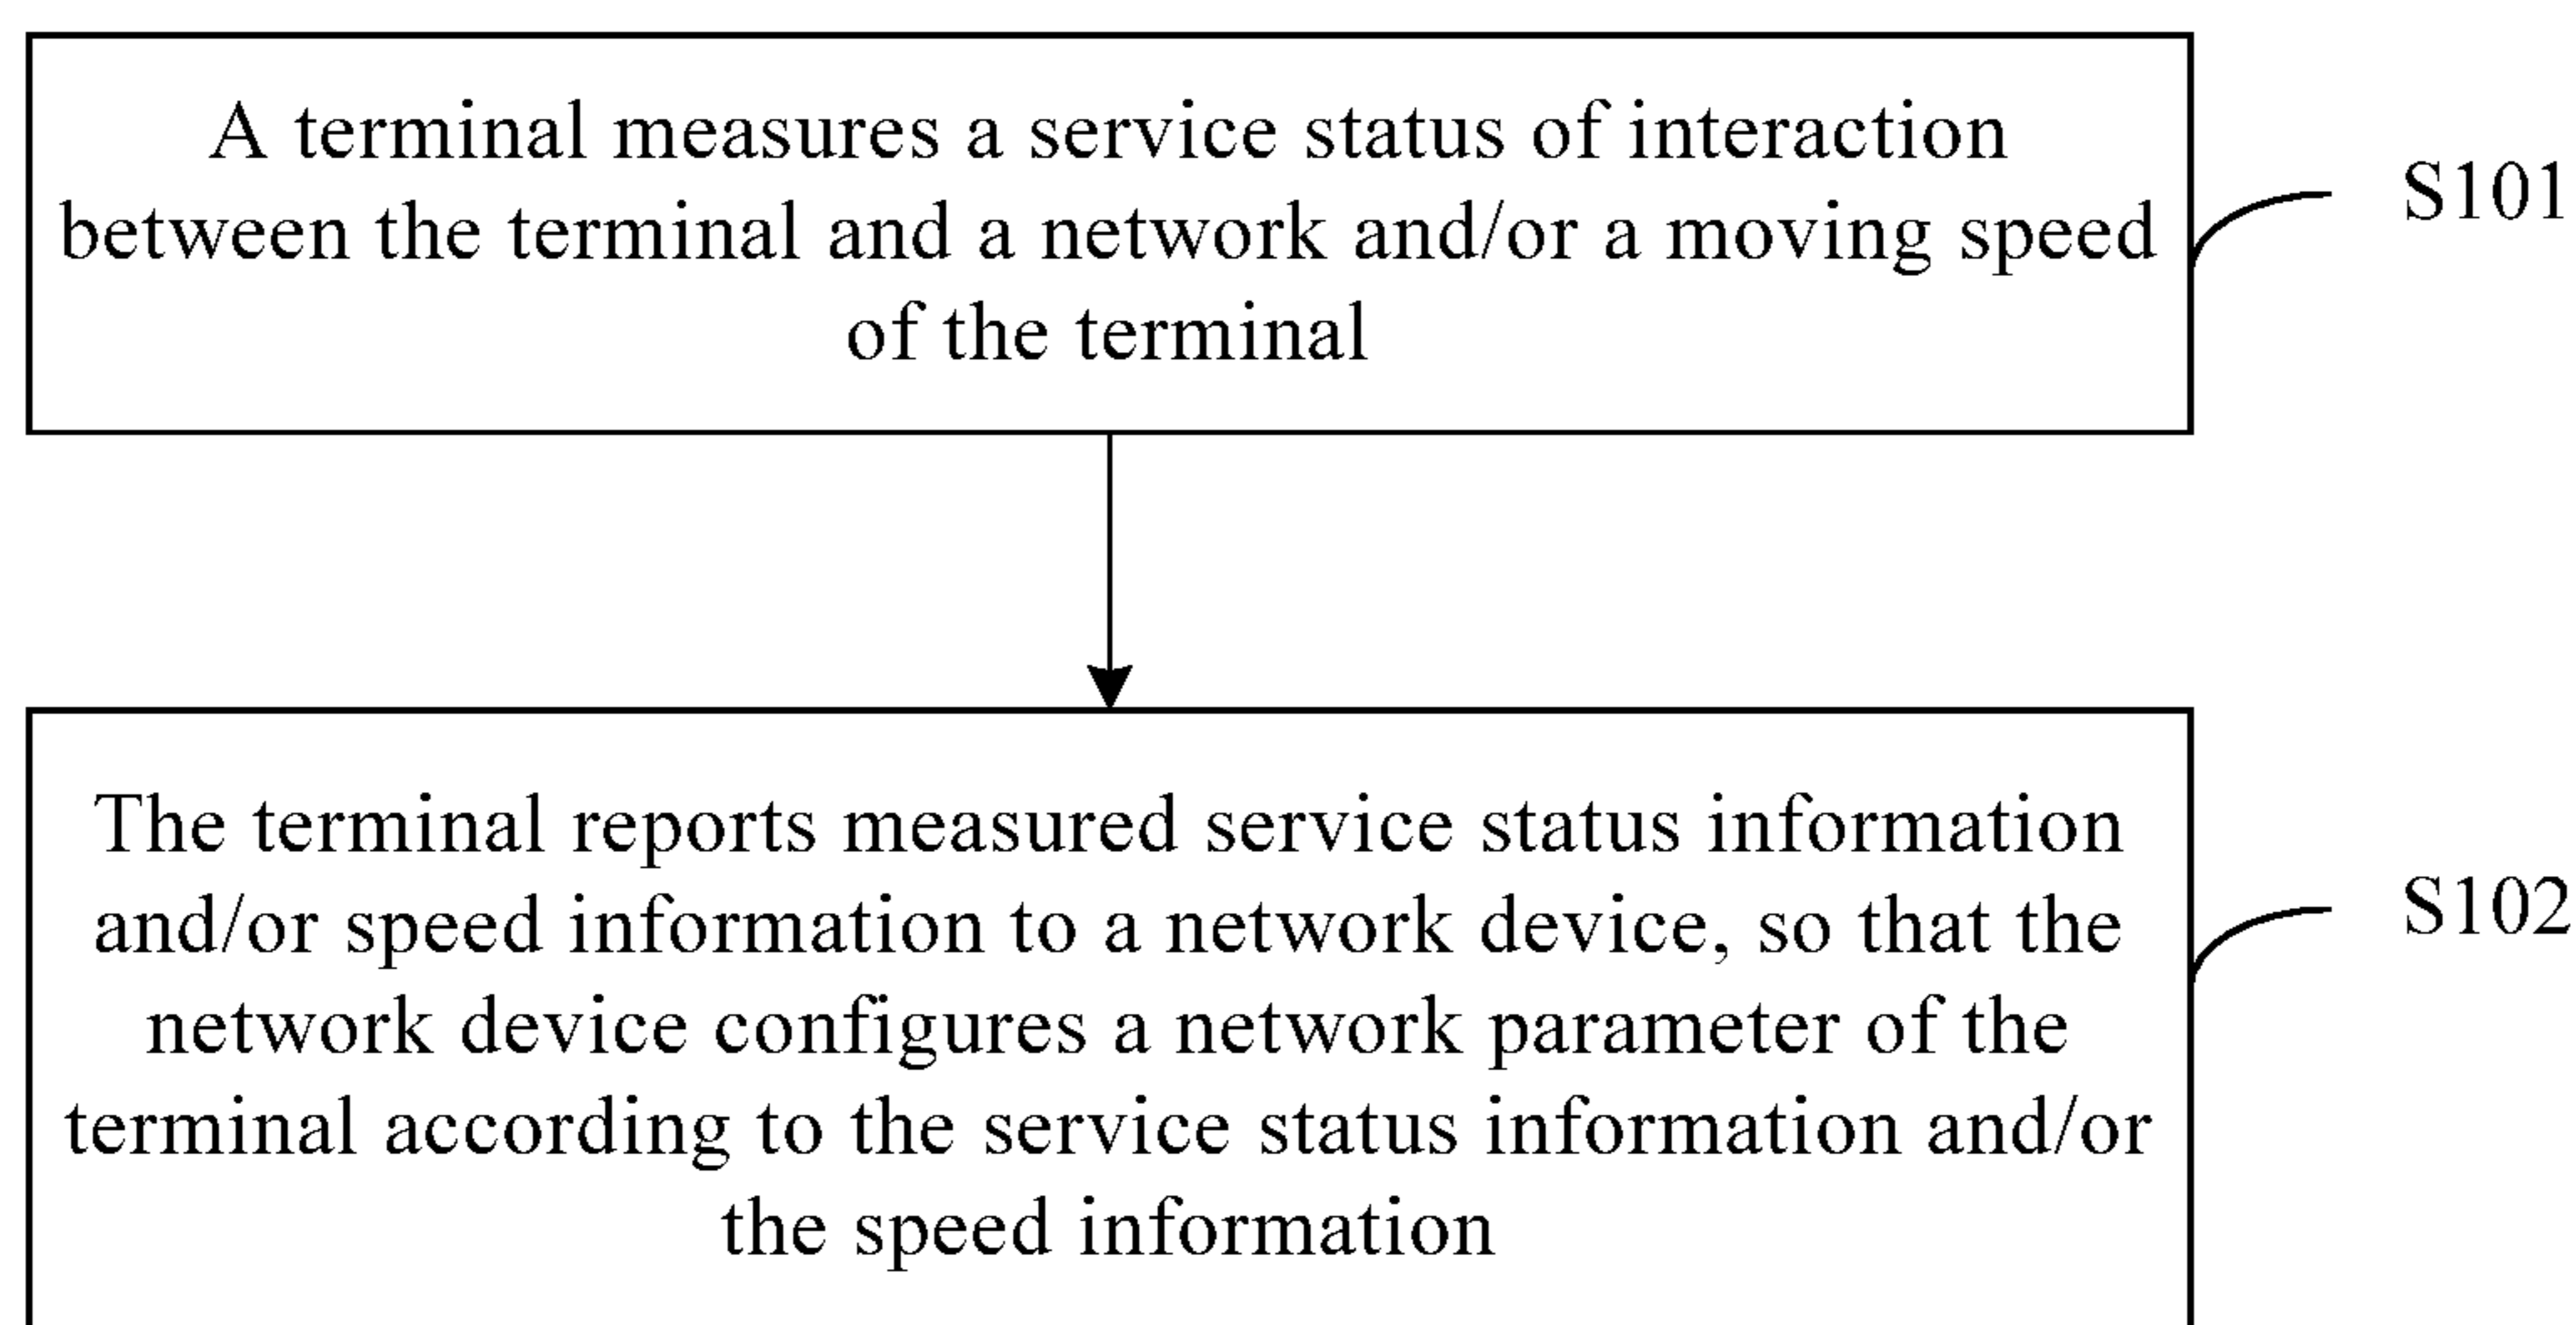 A terminal measures a service status of interaction
between the terminal and a network and/or a moving speed
of the terminal
S101
The terminal reports measured service status information
and/or speed information to a network device, so that the
network device configures a network parameter of the
terminal according to the service status information and/or
the speed information
S102